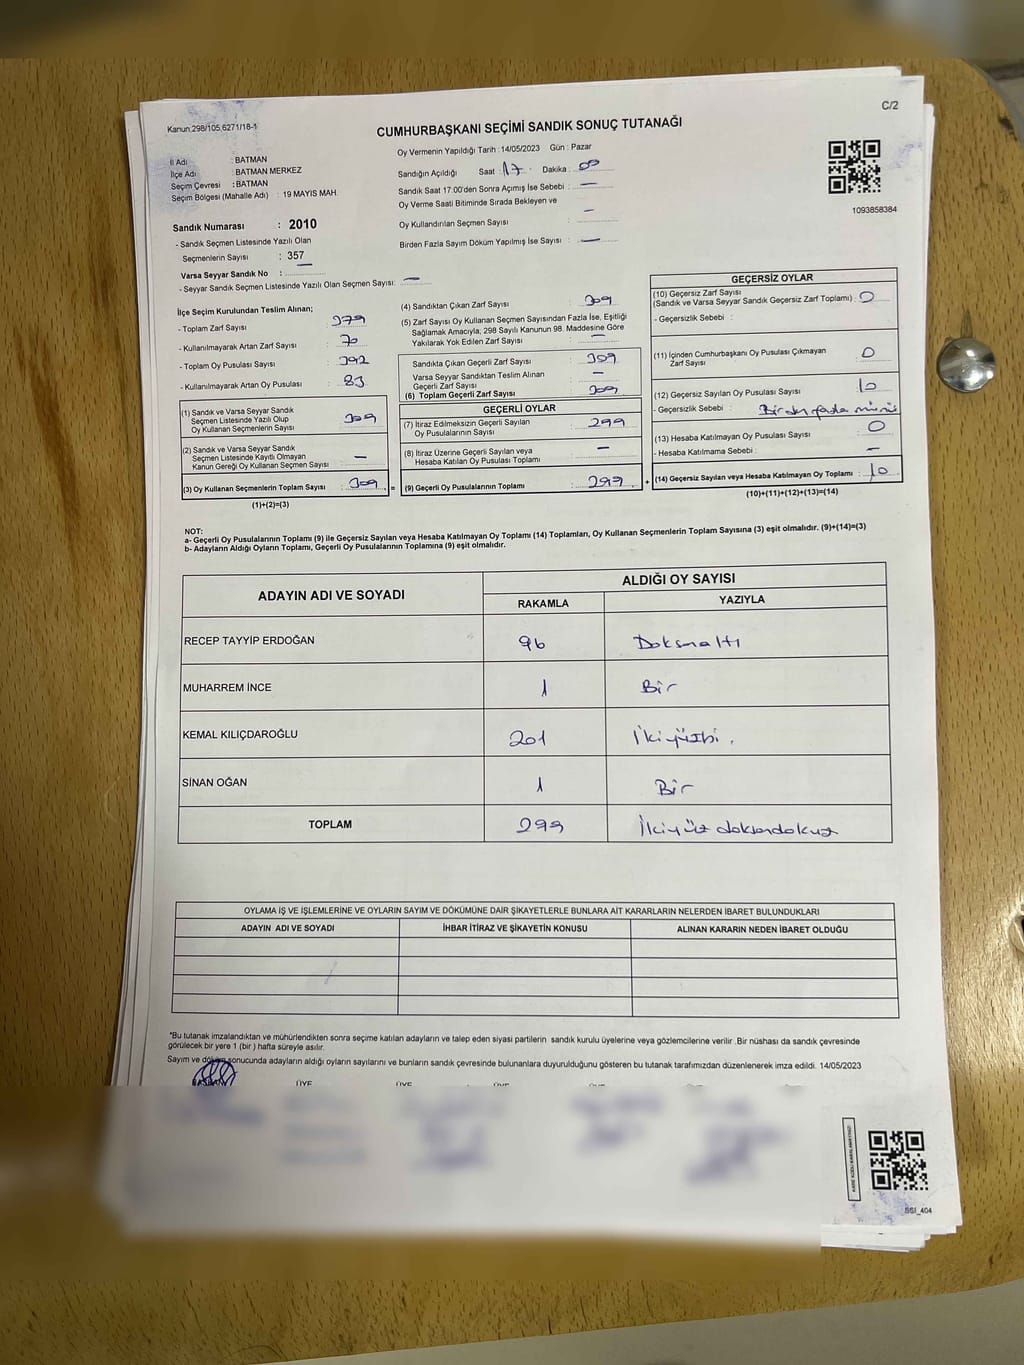 C/2
Kanun:298/105,6271/18-1
CUMHURBAŞKANI SEÇİMİ SANDIK SONUÇ TUTANAĞI
Oy Vermenin Yapıldığı Tarih : 14/05/2023 Gün : Pazar
İl Adı : BATMAN
İlçe Adı : BATMAN MERKEZ
Seçim Çevresi : BATMAN
Seçim Bölgesi (Mahalle Adı) : 19 MAYIS MAH.
Sandığın Açıldığı Saat : 17 Dakika : 00
Sandık Saat 17:00'den Sonra Açılmış İse Sebebi : —
Oy Verme Saati Bitiminde Sırada Bekleyen ve
Oy Kullandırılan Seçmen Sayısı : —
Birden Fazla Sayım Döküm Yapılmış İse Sayısı : —
1093858384
Sandık Numarası : 2010
- Sandık Seçmen Listesinde Yazılı Olan
Seçmenlerin Sayısı : 357
Varsa Seyyar Sandık No : —
- Seyyar Sandık Seçmen Listesinde Yazılı Olan Seçmen Sayısı: —
İlçe Seçim Kurulundan Teslim Alınan;
- Toplam Zarf Sayısı : 379
- Kullanılmayarak Artan Zarf Sayısı : 70
- Toplam Oy Pusulası Sayısı : 392
- Kullanılmayarak Artan Oy Pusulası : 83
(1) Sandık ve Varsa Seyyar Sandık
Seçmen Listesinde Yazılı Olup
Oy Kullanan Seçmenlerin Sayısı : 309
(2) Sandık ve Varsa Seyyar Sandık
Seçmen Listesinde Kayıtlı Olmayan
Kanun Gereği Oy Kullanan Seçmen Sayısı : —
(3) Oy Kullanan Seçmenlerin Toplam Sayısı : 309
(1)+(2)=(3)
(4) Sandıktan Çıkan Zarf Sayısı : 309
(5) Zarf Sayısı Oy Kullanan Seçmen Sayısından Fazla İse, Eşitliği
Sağlamak Amacıyla; 298 Sayılı Kanunun 98. Maddesine Göre
Yakılarak Yok Edilen Zarf Sayısı : —
Sandıkta Çıkan Geçerli Zarf Sayısı : 309
Varsa Seyyar Sandıktan Teslim Alınan
Geçerli Zarf Sayısı : —
(6) Toplam Geçerli Zarf Sayısı : 309
GEÇERLİ OYLAR
(7) İtiraz Edilmeksizin Geçerli Sayılan
Oy Pusulalarının Sayısı : 299
(8) İtiraz Üzerine Geçerli Sayılan veya
Hesaba Katılan Oy Pusulası Toplamı : —
= (9) Geçerli Oy Pusulalarının Toplamı : 299 +
GEÇERSİZ OYLAR
(10) Geçersiz Zarf Sayısı
(Sandık ve Varsa Seyyar Sandık Geçersiz Zarf Toplamı) : 0
- Geçersizlik Sebebi :
(11) İçinden Cumhurbaşkanı Oy Pusulası Çıkmayan
Zarf Sayısı : 0
(12) Geçersiz Sayılan Oy Pusulası Sayısı : 10
- Geçersizlik Sebebi : Birden fazla mühür
(13) Hesaba Katılmayan Oy Pusulası Sayısı : 0
- Hesaba Katılmama Sebebi : —
(14) Geçersiz Sayılan veya Hesaba Katılmayan Oy Toplamı : 10
(10)+(11)+(12)+(13)=(14)
NOT:
a- Geçerli Oy Pusulalarının Toplamı (9) ile Geçersiz Sayılan veya Hesaba Katılmayan Oy Toplamı (14) Toplamları, Oy Kullanan Seçmenlerin Toplam Sayısına (3) eşit olmalıdır. (9)+(14)=(3)
b- Adayların Aldığı Oyların Toplamı, Geçerli Oy Pusulalarının Toplamına (9) eşit olmalıdır.
ADAYIN ADI VE SOYADI
ALDIĞI OY SAYISI
RAKAMLA YAZIYLA
RECEP TAYYİP ERDOĞAN 96 Doksanaltı
MUHARREM İNCE 1 Bir
KEMAL KILIÇDAROĞLU 201 İkiyüzbi.
SİNAN OĞAN 1 Bir
TOPLAM 299 İkiyüz doksandokuz
OYLAMA İŞ VE İŞLEMLERİNE VE OYLARIN SAYIM VE DÖKÜMÜNE DAİR ŞİKAYETLERLE BUNLARA AİT KARARLARIN NELERDEN İBARET BULUNDUKLARI
ADAYIN ADI VE SOYADI İHBAR İTİRAZ VE ŞİKAYETİN KONUSU ALINAN KARARIN NEDEN İBARET OLDUĞU
*Bu tutanak imzalandıktan ve mühürlendikten sonra seçime katılan adayların ve talep eden siyasi partilerin sandık kurulu üyelerine veya gözlemcilerine verilir .Bir nüshası da sandık çevresinde
görülecek bir yere 1 (bir ) hafta süreyle asılır.
Sayım ve döküm sonucunda adayların aldığı oyların sayılarını ve bunların sandık çevresinde bulunanlara duyurulduğunu gösteren bu tutanak tarafımızdan düzenlenerek imza edildi. 14/05/2023
BAŞKAN ÜYE ÜYE ÜYE ÜYE ÜYE
SSI_404